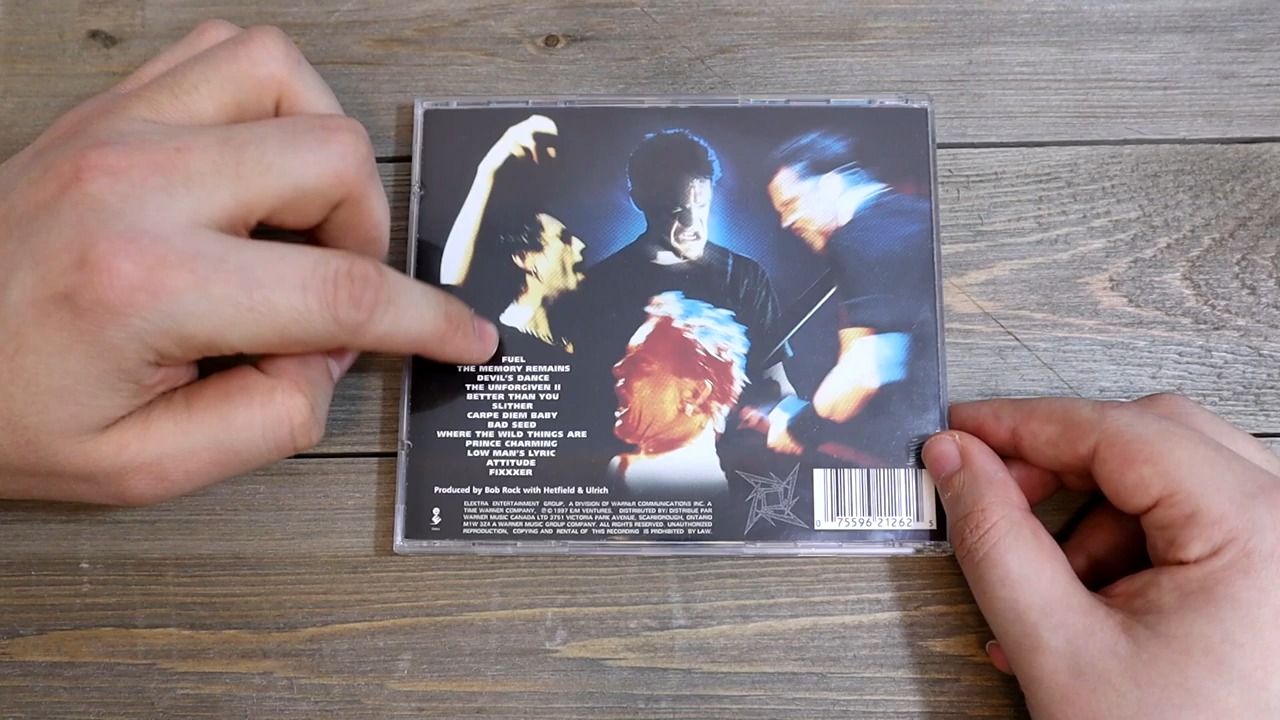 FUEL
THE MEMORY REMAINS
DEVIL'S DANCE
THE UNFORGIVEN II
BETTER THAN YOU
SLITHER
CARPE DIEM BABY
BAD SEED
WHERE THE WILD THINGS ARE
PRINCE CHARMING
LOW MAN'S LYRIC
ATTITUDE
FIXXXER
Produced by Bob Rock with Hetfield & Ulrich
ELEKTRA ENTERTAINMENT GROUP, A DIVISION OF WARNER COMMUNICATIONS INC. A
TIME WARNER COMPANY, ℗ © 1997 E/M VENTURES. DISTRIBUTED BY/ DISTRIBUE PAR
WARNER MUSIC CANADA LTD 3751 VICTORIA PARK AVENUE, SCARBOROUGH, ONTARIO
M1W 3Z4 A WARNER MUSIC GROUP COMPANY. ALL RIGHTS RESERVED. UNAUTHORIZED
REPRODUCTION, COPYING AND RENTAL OF THIS RECORDING IS PROHIBITED BY LAW.
0 75596 21262 5